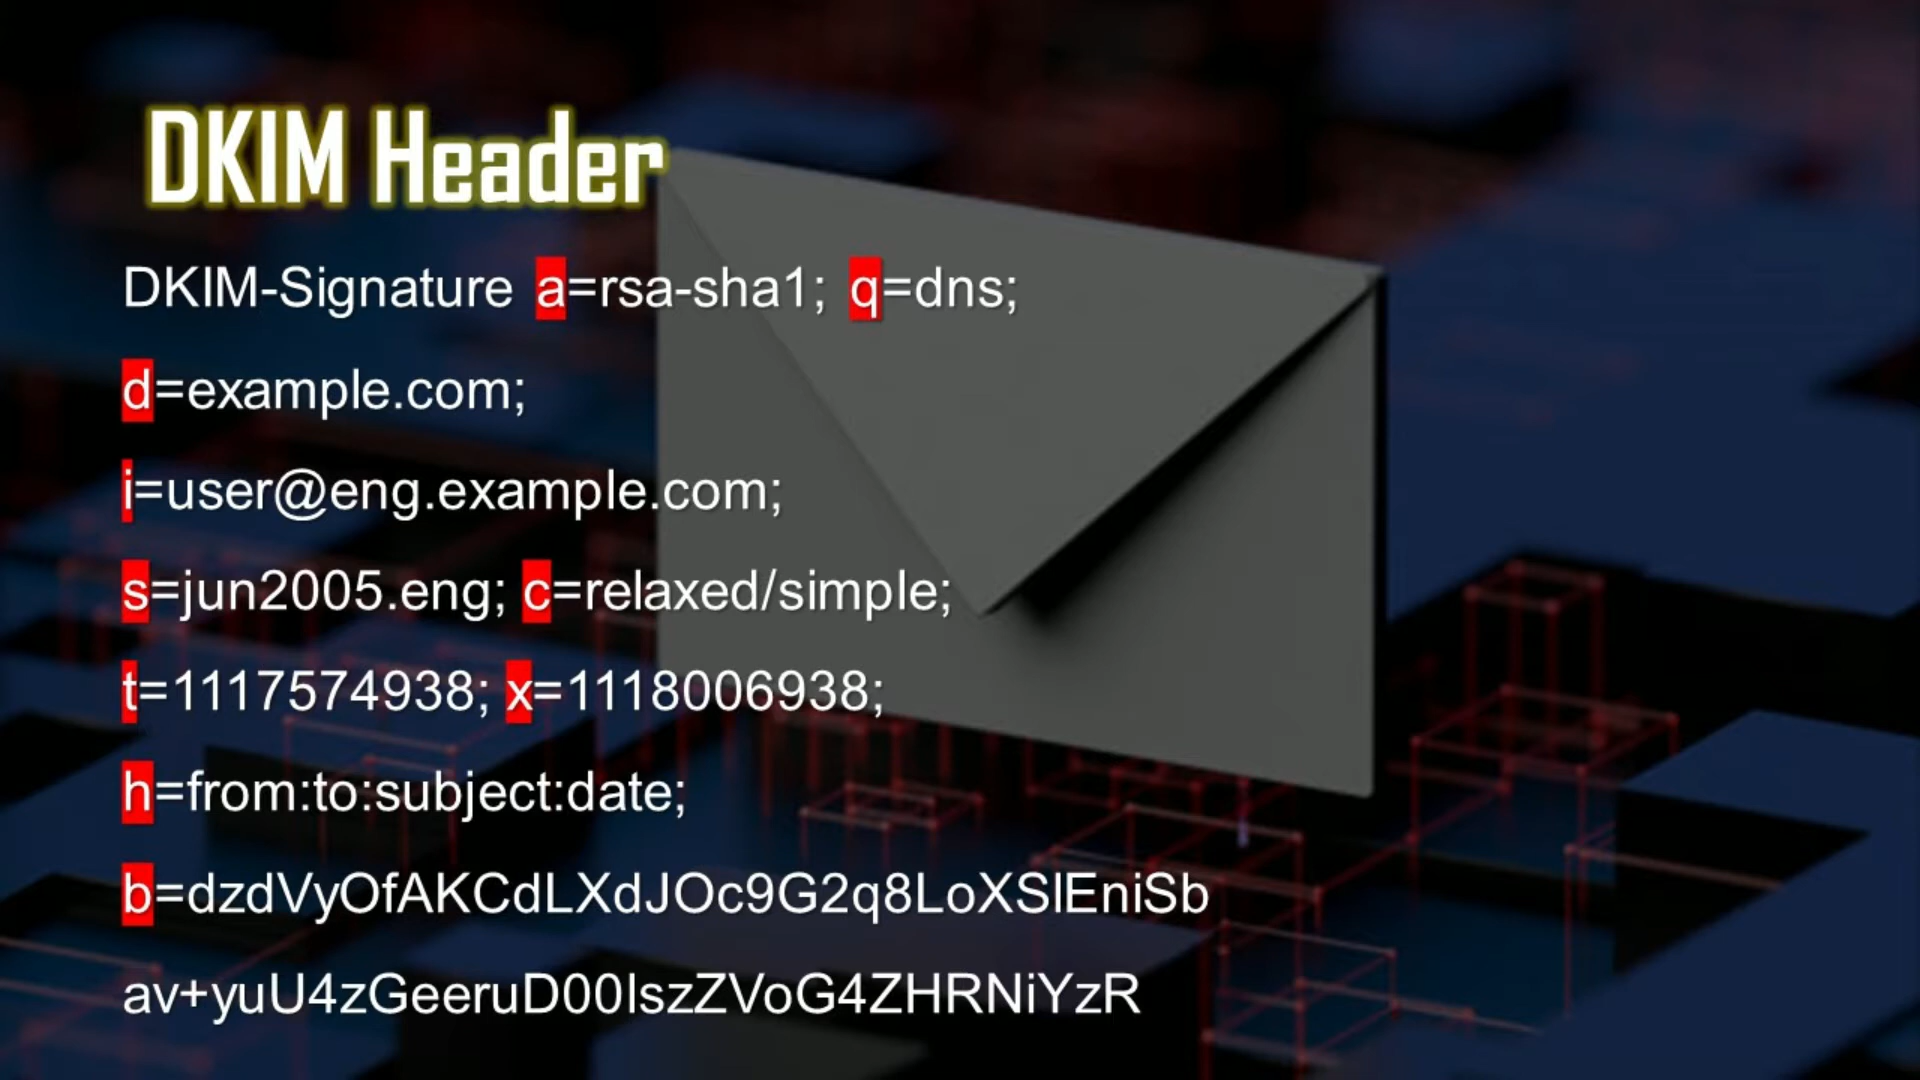 DKIM Header
DKIM-Signature a=rsa-sha1; q=dns;
d=example.com;
i=user@eng.example.com;
s=jun2005.eng; c=relaxed/simple;
t=1117574938; x=1118006938;
h=from:to:subject:date;
b=dzdVyOfAKCdLXdJOc9G2q8LoXSlEniSb
av+yuU4zGeeruD00lszZVoG4ZHRNiYzR